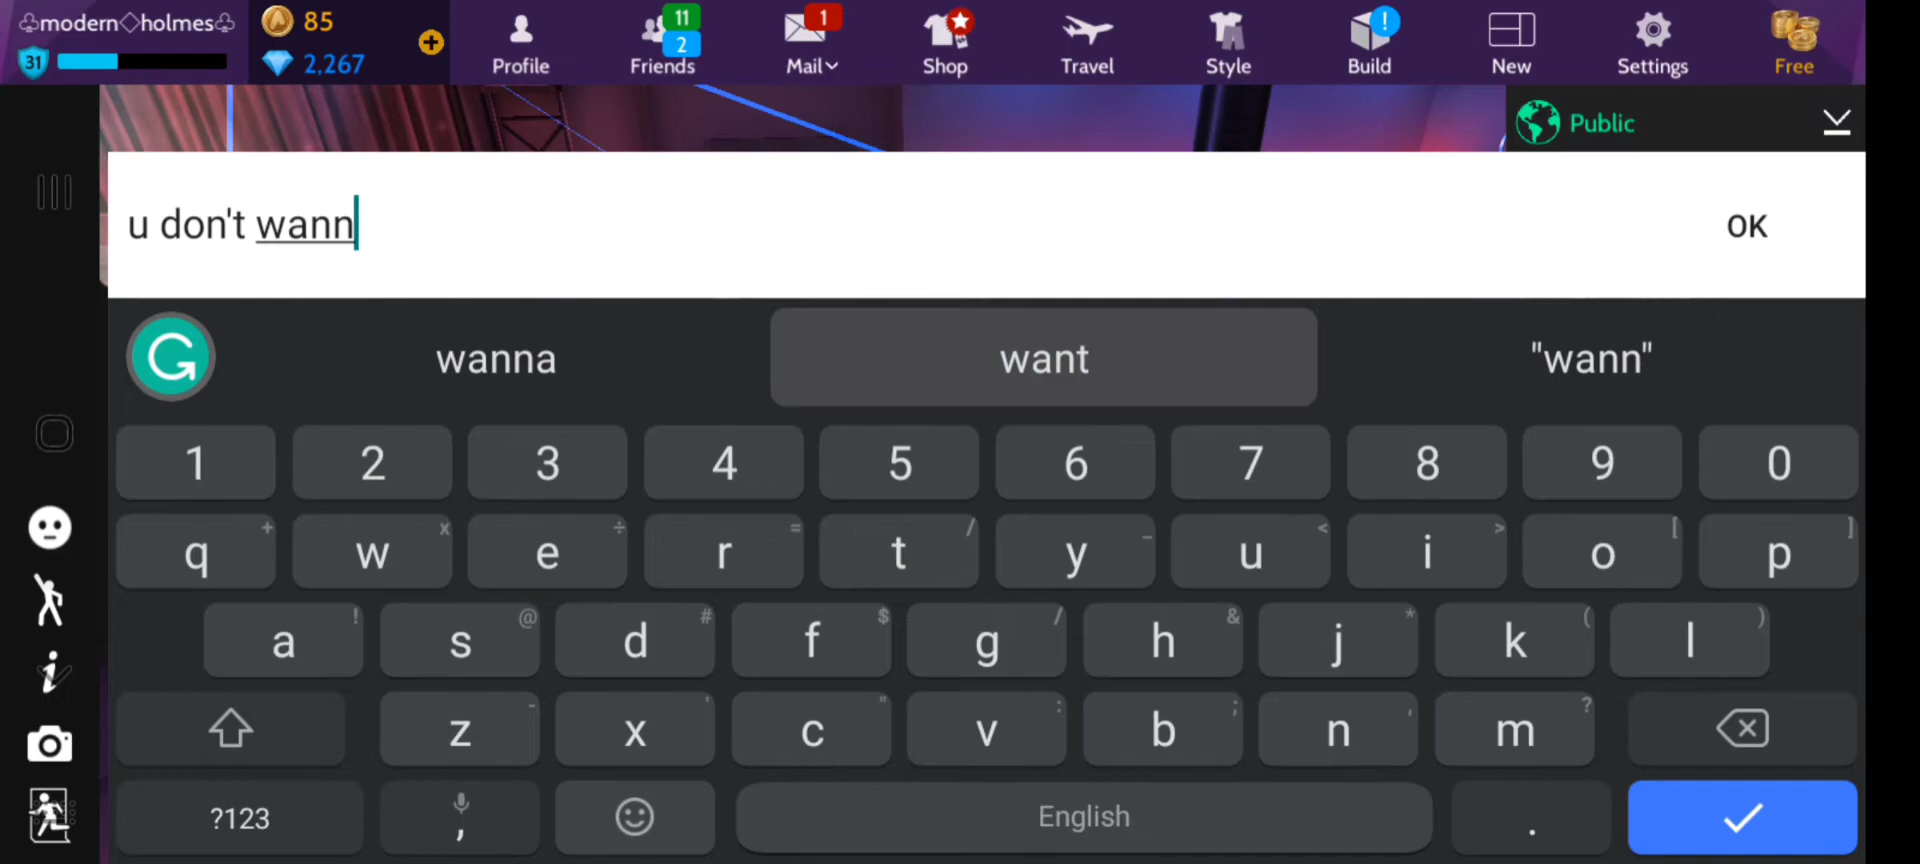 ♧modern◇holmes♧
31
85
2,267
Profile
11
2
Friends
1
Mail
Shop
Travel
Style
!
Build
New
Settings
Free
Public
u don't wann
OK
G
wanna want "wann"
1 2 3 4 5 6 7 8 9 0
+ x ÷ = / _ < > [ ]
q w e r t y u i o p
! @ # $ / & * ( )
a s d f g h j k l
- ' " : ; , ?
z x c v b n m
?123 , English .